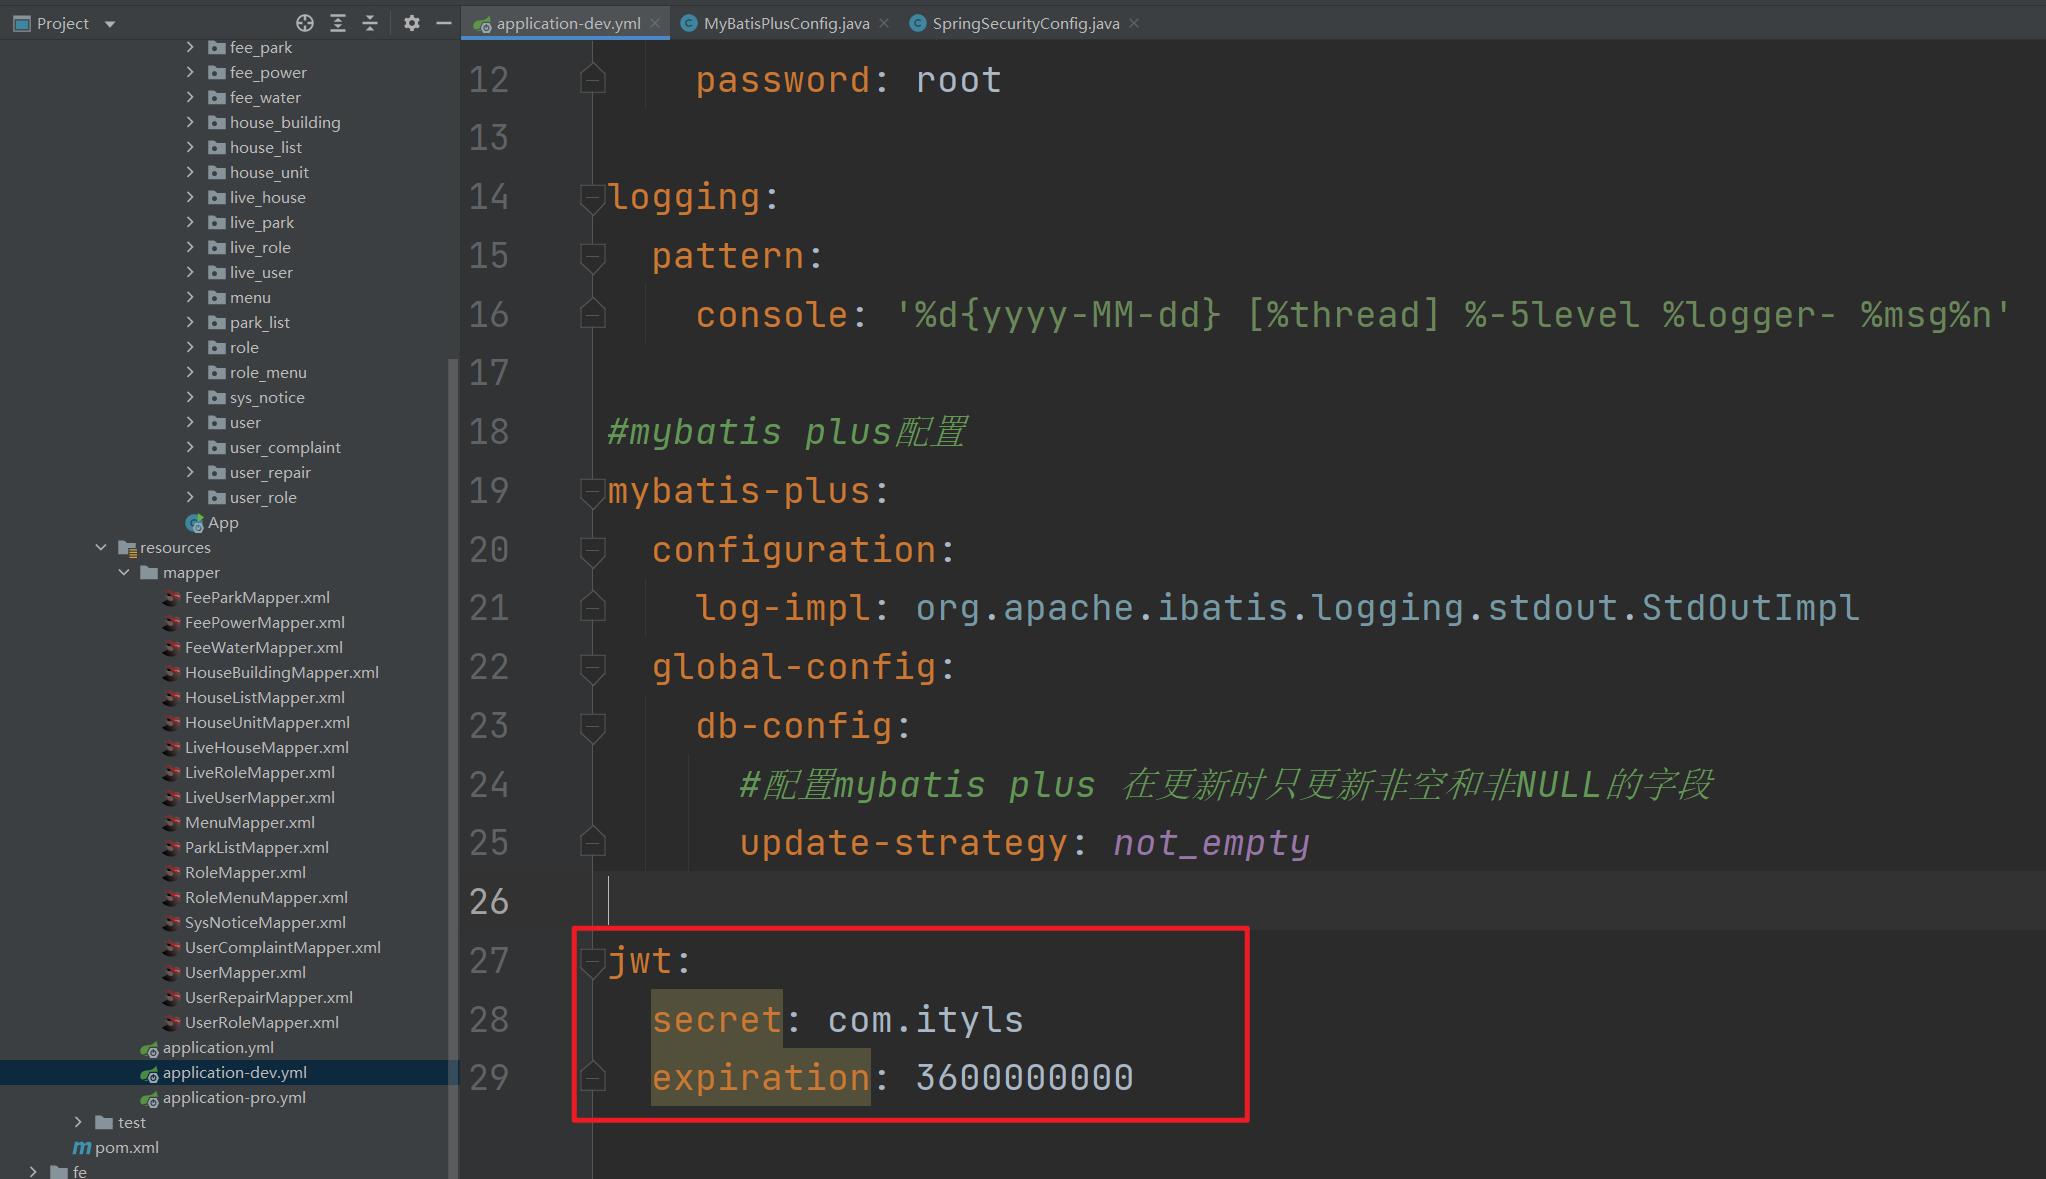 Project
fee_park
fee_power
fee_water
house_building
house_list
house_unit
live_house
live_park
live_role
live_user
menu
park_list
role
role_menu
sys_notice
user
user_complaint
user_repair
user_role
App
resources
mapper
FeeParkMapper.xml
FeePowerMapper.xml
FeeWaterMapper.xml
HouseBuildingMapper.xml
HouseListMapper.xml
HouseUnitMapper.xml
LiveHouseMapper.xml
LiveRoleMapper.xml
LiveUserMapper.xml
MenuMapper.xml
ParkListMapper.xml
RoleMapper.xml
RoleMenuMapper.xml
SysNoticeMapper.xml
UserComplaintMapper.xml
UserMapper.xml
UserRepairMapper.xml
UserRoleMapper.xml
application.yml
application-dev.yml
application-pro.yml
test
pom.xml
fe
application-dev.yml MyBatisPlusConfig.java SpringSecurityConfig.java
12 password: root
13
14 logging:
15 pattern:
16 console: '%d{yyyy-MM-dd} [%thread] %-5level %logger- %msg%n'
17
18 #mybatis plus配置
19 mybatis-plus:
20 configuration:
21 log-impl: org.apache.ibatis.logging.stdout.StdOutImpl
22 global-config:
23 db-config:
24 #配置mybatis plus 在更新时只更新非空和非NULL的字段
25 update-strategy: not_empty
26
27 jwt:
28 secret: com.ityls
29 expiration: 3600000000